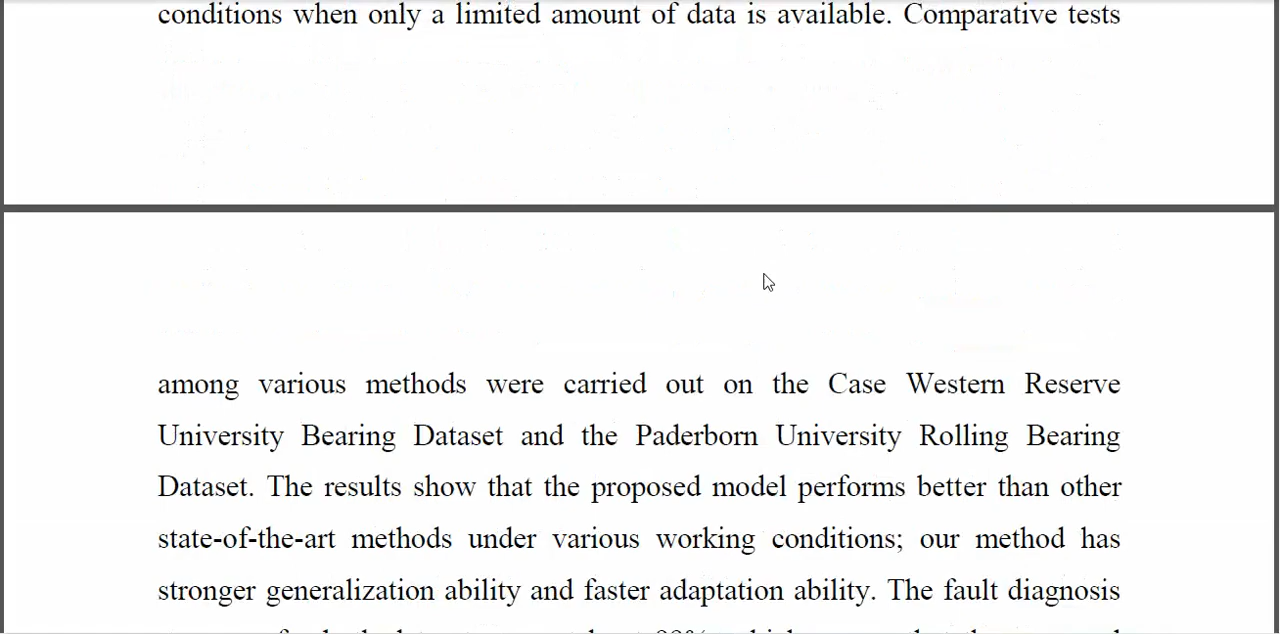 conditions when only a limited amount of data is available. Comparative tests
among various methods were carried out on the Case Western Reserve
University Bearing Dataset and the Paderborn University Rolling Bearing
Dataset. The results show that the proposed model performs better than other
state-of-the-art methods under various working conditions; our method has
stronger generalization ability and faster adaptation ability. The fault diagnosis